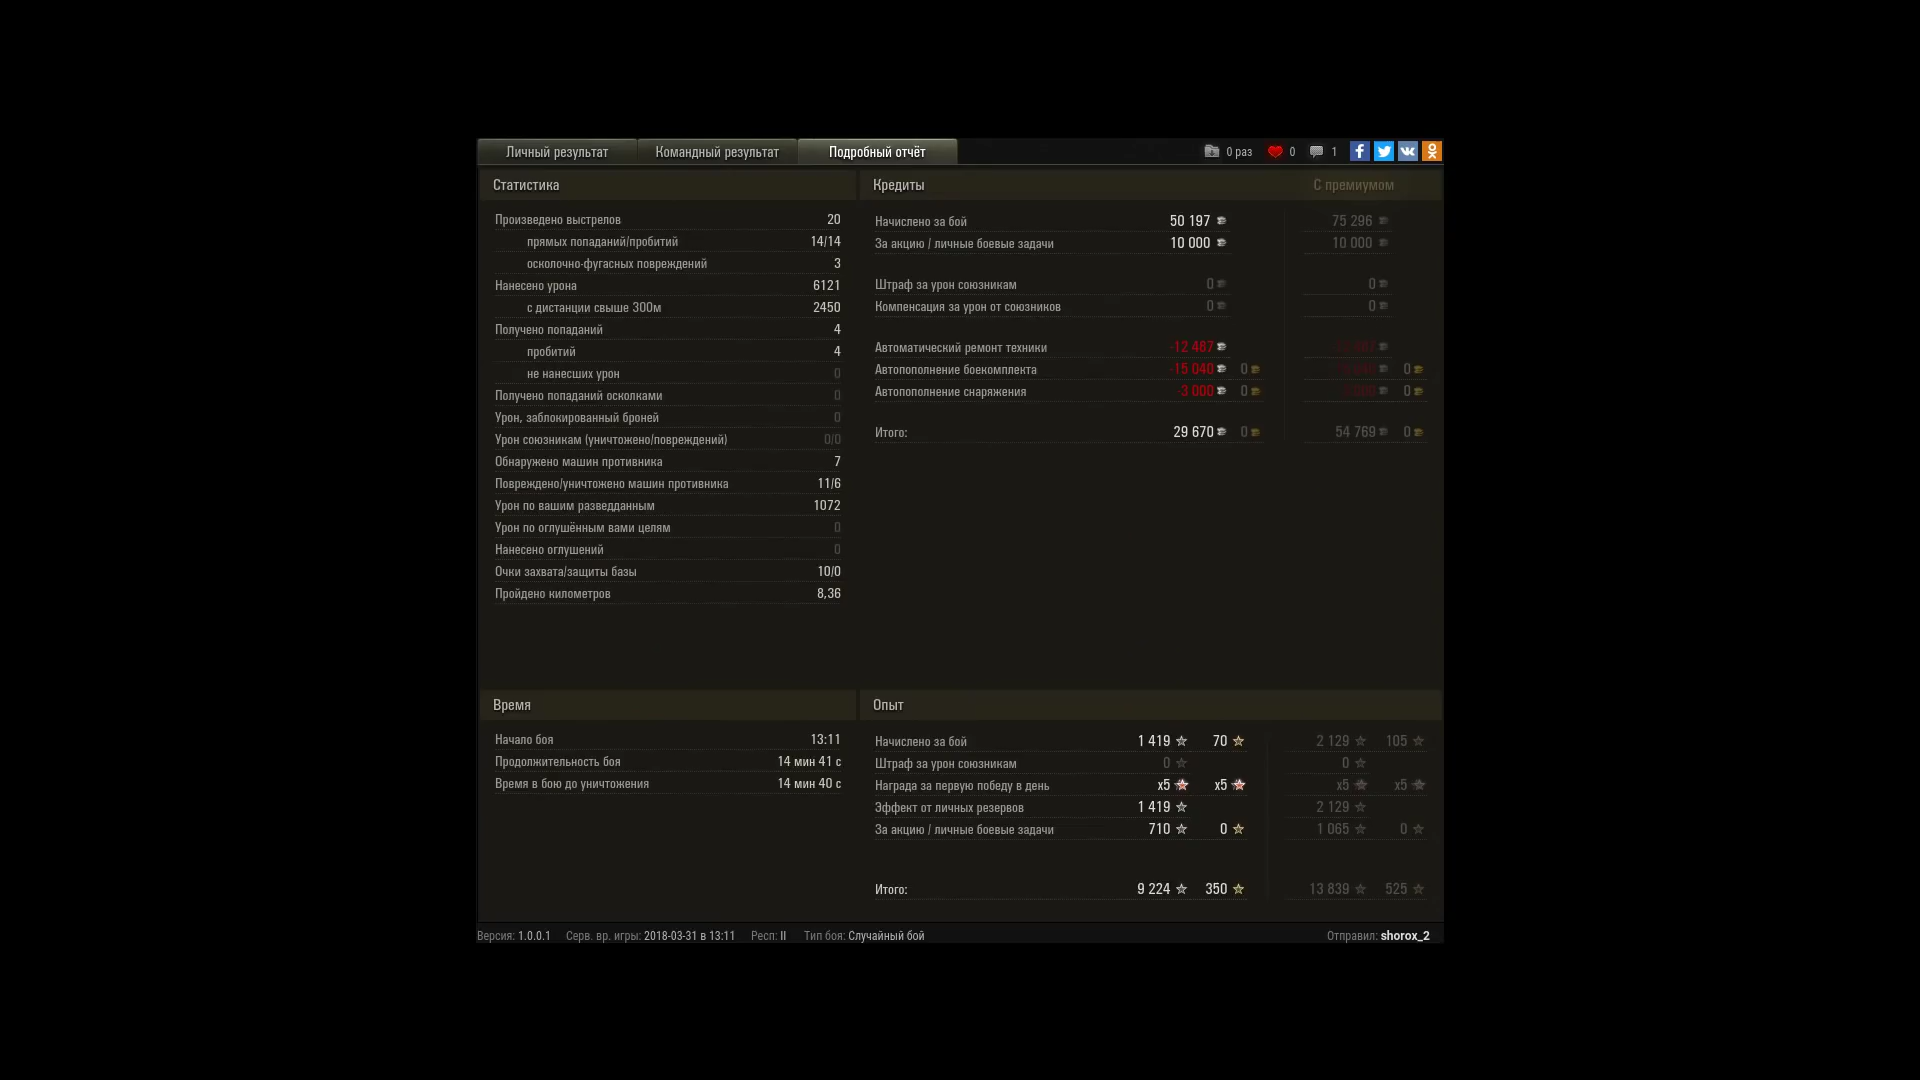 Личный результат Командный результат Подробный отчёт 0 раз 0 1
Статистика
Произведено выстрелов 20
прямых попаданий/пробитий 14/14
осколочно-фугасных повреждений 3
Нанесено урона 6121
с дистанции свыше 300м 2450
Получено попаданий 4
пробитий 4
не нанесших урон 0
Получено попаданий осколками 0
Урон, заблокированный броней 0
Урон союзникам (уничтожено/повреждений) 0/0
Обнаружено машин противника 7
Повреждено/уничтожено машин противника 11/6
Урон по вашим разведданным 1072
Урон по оглушённым вами целям 0
Нанесено оглушений 0
Очки захвата/защиты базы 10/0
Пройдено километров 8,36
Кредиты С премиумом
Начислено за бой 50 197 75 296
За акцию / личные боевые задачи 10 000 10 000
Штраф за урон союзникам 0 0
Компенсация за урон от союзников 0 0
Автоматический ремонт техники -12 487
Автопополнение боекомплекта -15 040 0 0
Автопополнение снаряжения -3 000 0 0
Итого: 29 670 0 54 769 0
Время
Начало боя 13:11
Продолжительность боя 14 мин 41 с
Время в бою до уничтожения 14 мин 40 с
Опыт
Начислено за бой 1 419 70 2 129 105
Штраф за урон союзникам 0 0
Награда за первую победу в день x5 x5 x5 x5
Эффект от личных резервов 1 419 2 129
За акцию / личные боевые задачи 710 0 1 065 0
Итого: 9 224 350 13 839 525
Версия: 1.0.0.1 Серв. вр. игры: 2018-03-31 в 13:11 Респ: II Тип боя: Случайный бой Отправил: shorox_2